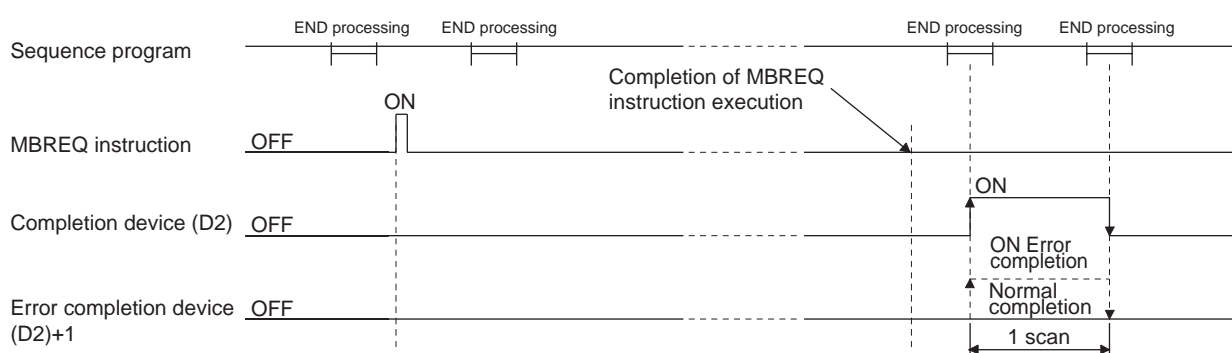 END processing END processing END processing END processing
Sequence program
Completion of MBREQ
instruction execution
ON
MBREQ instruction OFF
ON
Completion device (D2) OFF
ON Error
completion
Normal
completion
Error completion device OFF
(D2)+1
1 scan